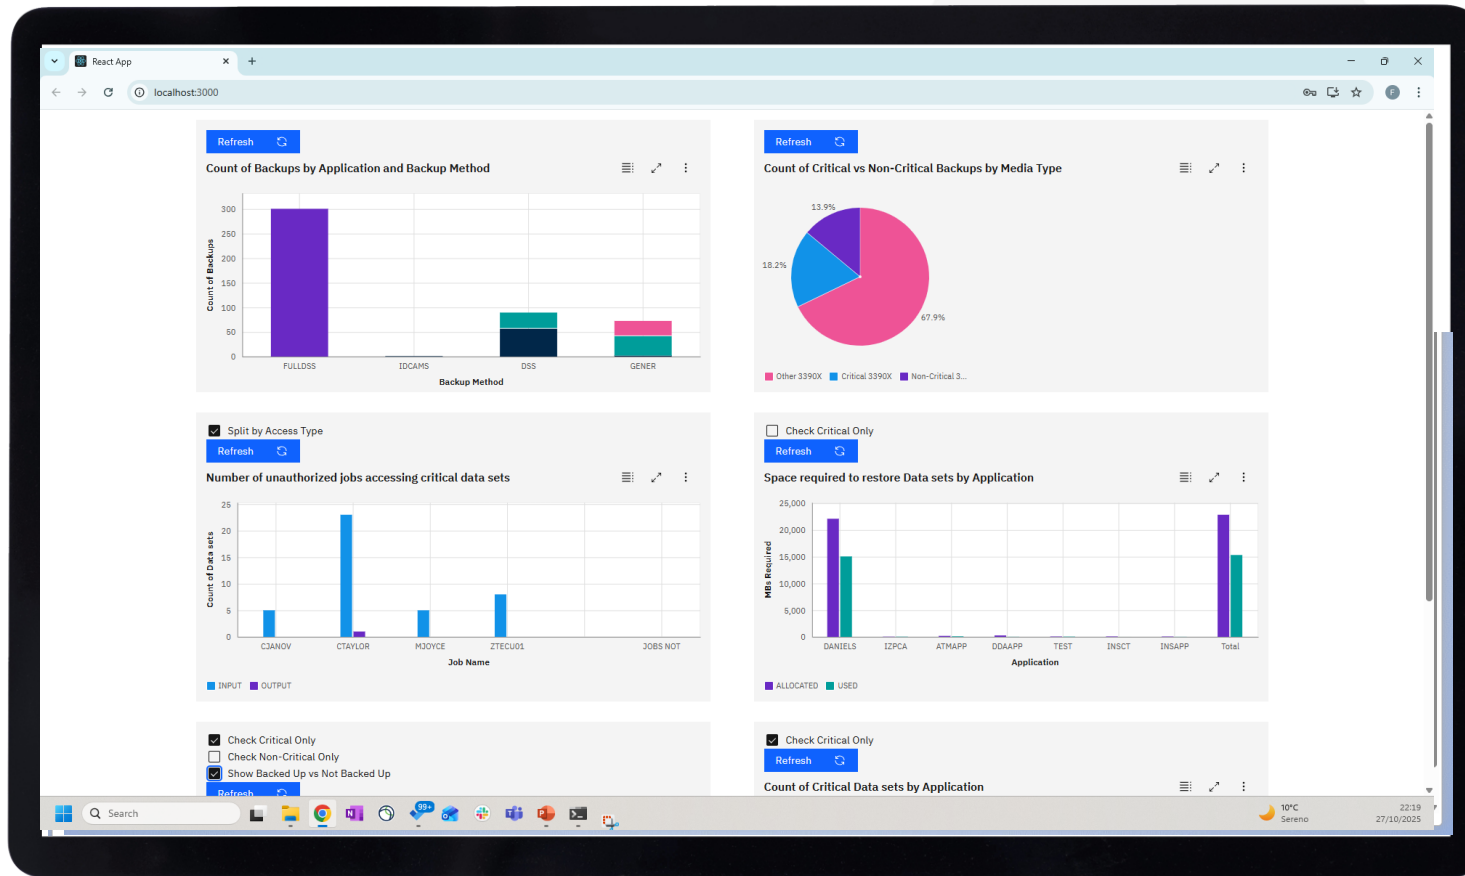 React App
localhost:3000
F
Refresh
Count of Backups by Application and Backup Method
Count of Backups
300
250
200
150
100
50
0
FULLDSS IDCAMS DSS GENER
Backup Method
Refresh
Count of Critical vs Non-Critical Backups by Media Type
13.9%
18.2%
67.9%
Other 3390X Critical 3390X Non-Critical 3...
Split by Access Type
Refresh
Number of unauthorized jobs accessing critical data sets
Count of Data sets
25
20
15
10
5
0
CJANOV CTAYLOR MJOYCE ZTECU01 JOBS NOT
Job Name
INPUT OUTPUT
Check Critical Only
Refresh
Space required to restore Data sets by Application
MBs Required
25,000
20,000
15,000
10,000
5,000
0
DANIELS IZPCA ATMAPP DDAAPP TEST INSCT INSAPP Total
Application
ALLOCATED USED
Check Critical Only
Check Non-Critical Only
Show Backed Up vs Not Backed Up
Refresh
Check Critical Only
Refresh
Count of Critical Data sets by Application
Search
99+
10°C
Sereno
22:19
27/10/2025